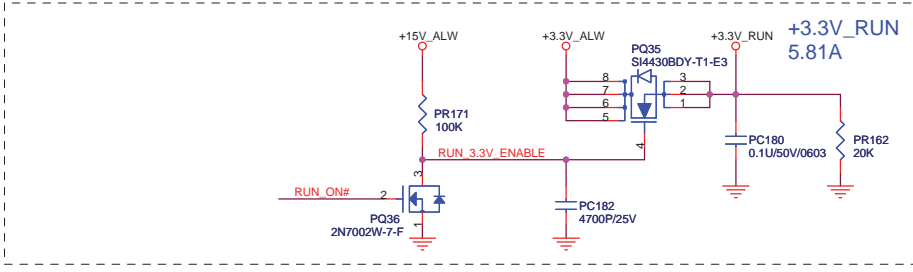 +3.3V_RUN
5.81A
+15V_ALW
+3.3V_ALW
+3.3V_RUN
PQ35
SI4430BDY-T1-E3
8
7
6
5
3
2
1
4
PR171
100K
RUN_3.3V_ENABLE
PC180
0.1U/50V/0603
PR162
20K
RUN_ON#
2
3
1
PQ36
2N7002W-7-F
PC182
4700P/25V